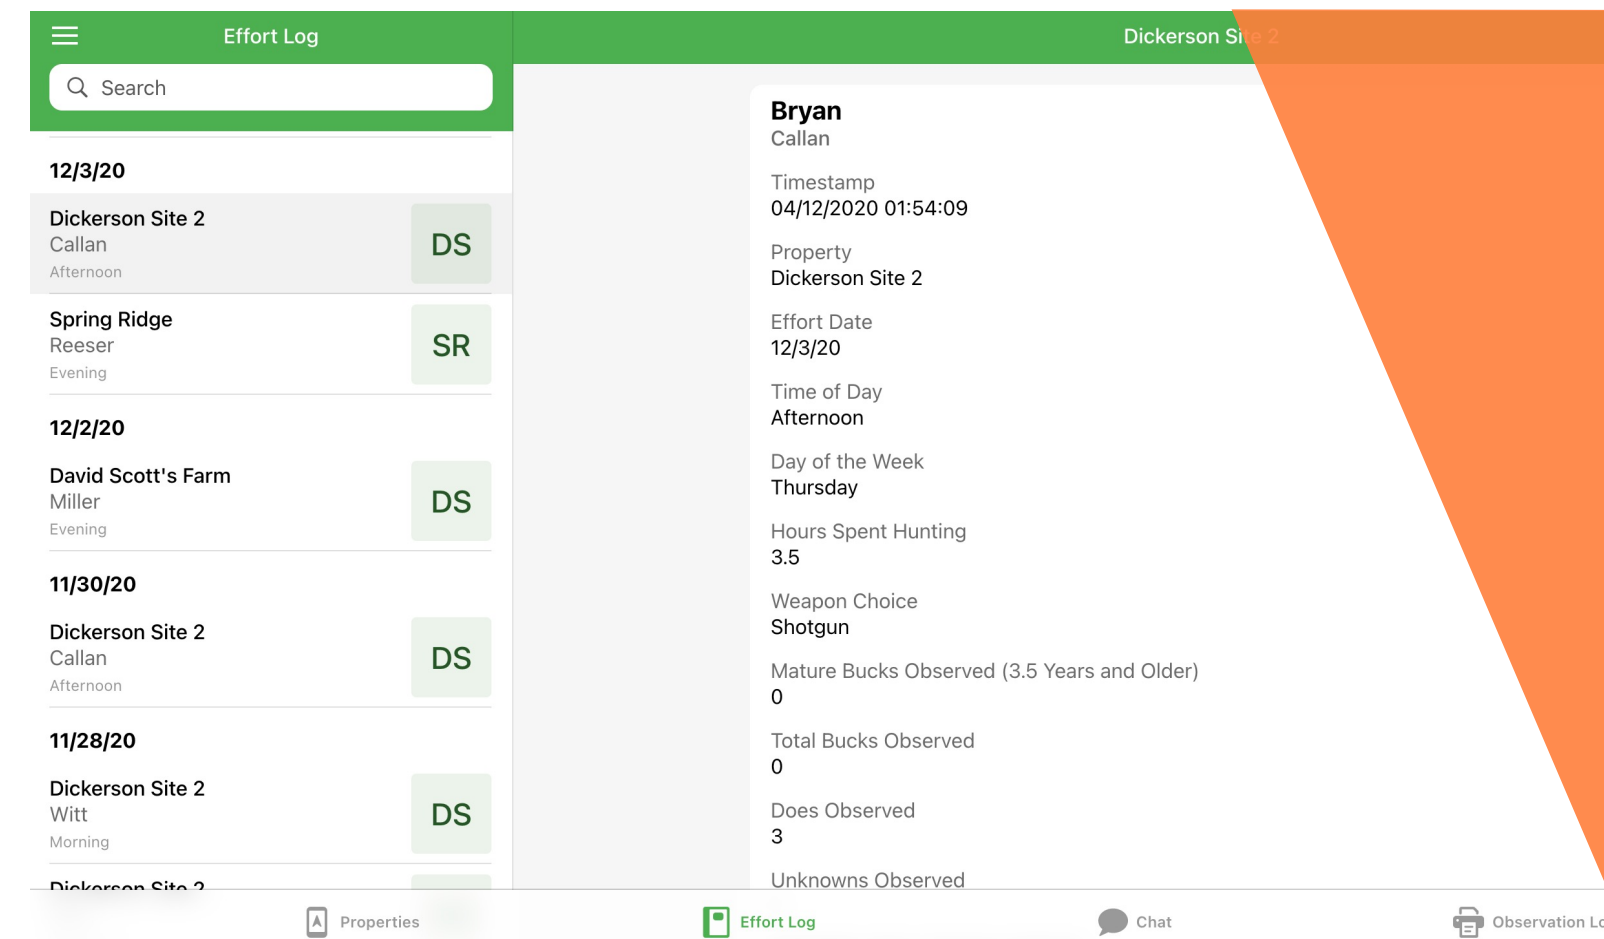 Effort Log
Search
12/3/20
Dickerson Site 2
Callan
Afternoon
DS
Spring Ridge
Reeser
Evening
SR
12/2/20
David Scott's Farm
Miller
Evening
DS
11/30/20
Dickerson Site 2
Callan
Afternoon
DS
11/28/20
Dickerson Site 2
Witt
Morning
DS
Dickerson Site 2
Dickerson Site 2
Bryan
Callan
Timestamp
04/12/2020 01:54:09
Property
Dickerson Site 2
Effort Date
12/3/20
Time of Day
Afternoon
Day of the Week
Thursday
Hours Spent Hunting
3.5
Weapon Choice
Shotgun
Mature Bucks Observed (3.5 Years and Older)
0
Total Bucks Observed
0
Does Observed
3
Unknowns Observed
Properties
Effort Log
Chat
Observation Lo